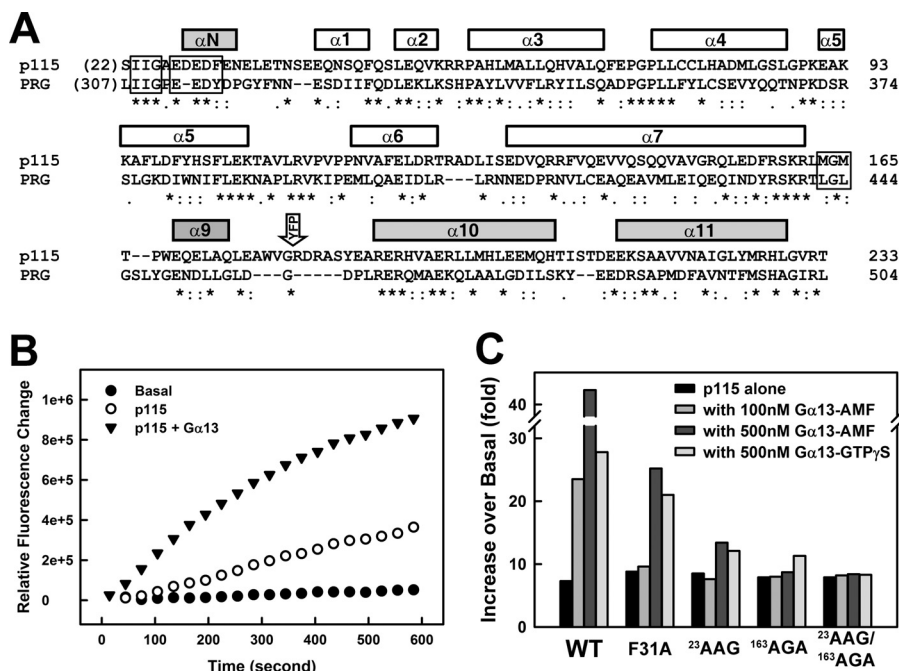 A
αN α1 α2 α3 α4 α5
p115 (22) SIIGAEDEDFENELETNSEEQNSQFQSLEQVKRRPAHLMALLQHVALQFEPGPLLCCLHADMLGSLGPKEAK 93
PRG (307) LIIGPE-EDYDPGYFNN--ESDIIFQDLEKLKSHPAYLVVFLRYILSQADPGPLLFYLCSEVYQQTNPKDSR 374
α5 α6 α7
p115 KAFLDFYHSFLEKTAVLRVPVPPNVAFELDRTRADLISEDVQRRFVQEVVQSQQVAVGRQLEDFRSKRLMGM 165
PRG SLGKDIWNIFLEKNAPLRVKIPEMLQAEIDLR---LRNNEDPRNVLCEAQEAVMLEIQEQINDYRSKRTLGL 444
α9 YFP α10 α11
p115 T--PWEQELAQLEAWVGRDRASYEARERHVAERLLMHLEEMQHTISTDEEKSAAVVNAIGLYMRHLGVRT 233
PRG GSLYGENDLLGLD---G-----DPLRERQMAEKQLAALGDILSKY--EEDRSAPMDFAVNTFMSHAGIRL 504
B
Relative Fluorescence Change
1e+6
8e+5
6e+5
4e+5
2e+5
0
Basal
p115
p115 + Gα13
0 100 200 300 400 500 600
Time (second)
C
Increase over Basal (fold)
40
30
20
10
0
p115 alone
with 100nM Gα13-AMF
with 500nM Gα13-AMF
with 500nM Gα13-GTPγS
WT F31A ²³AAG ¹⁶³AGA ²³AAG/
¹⁶³AGA